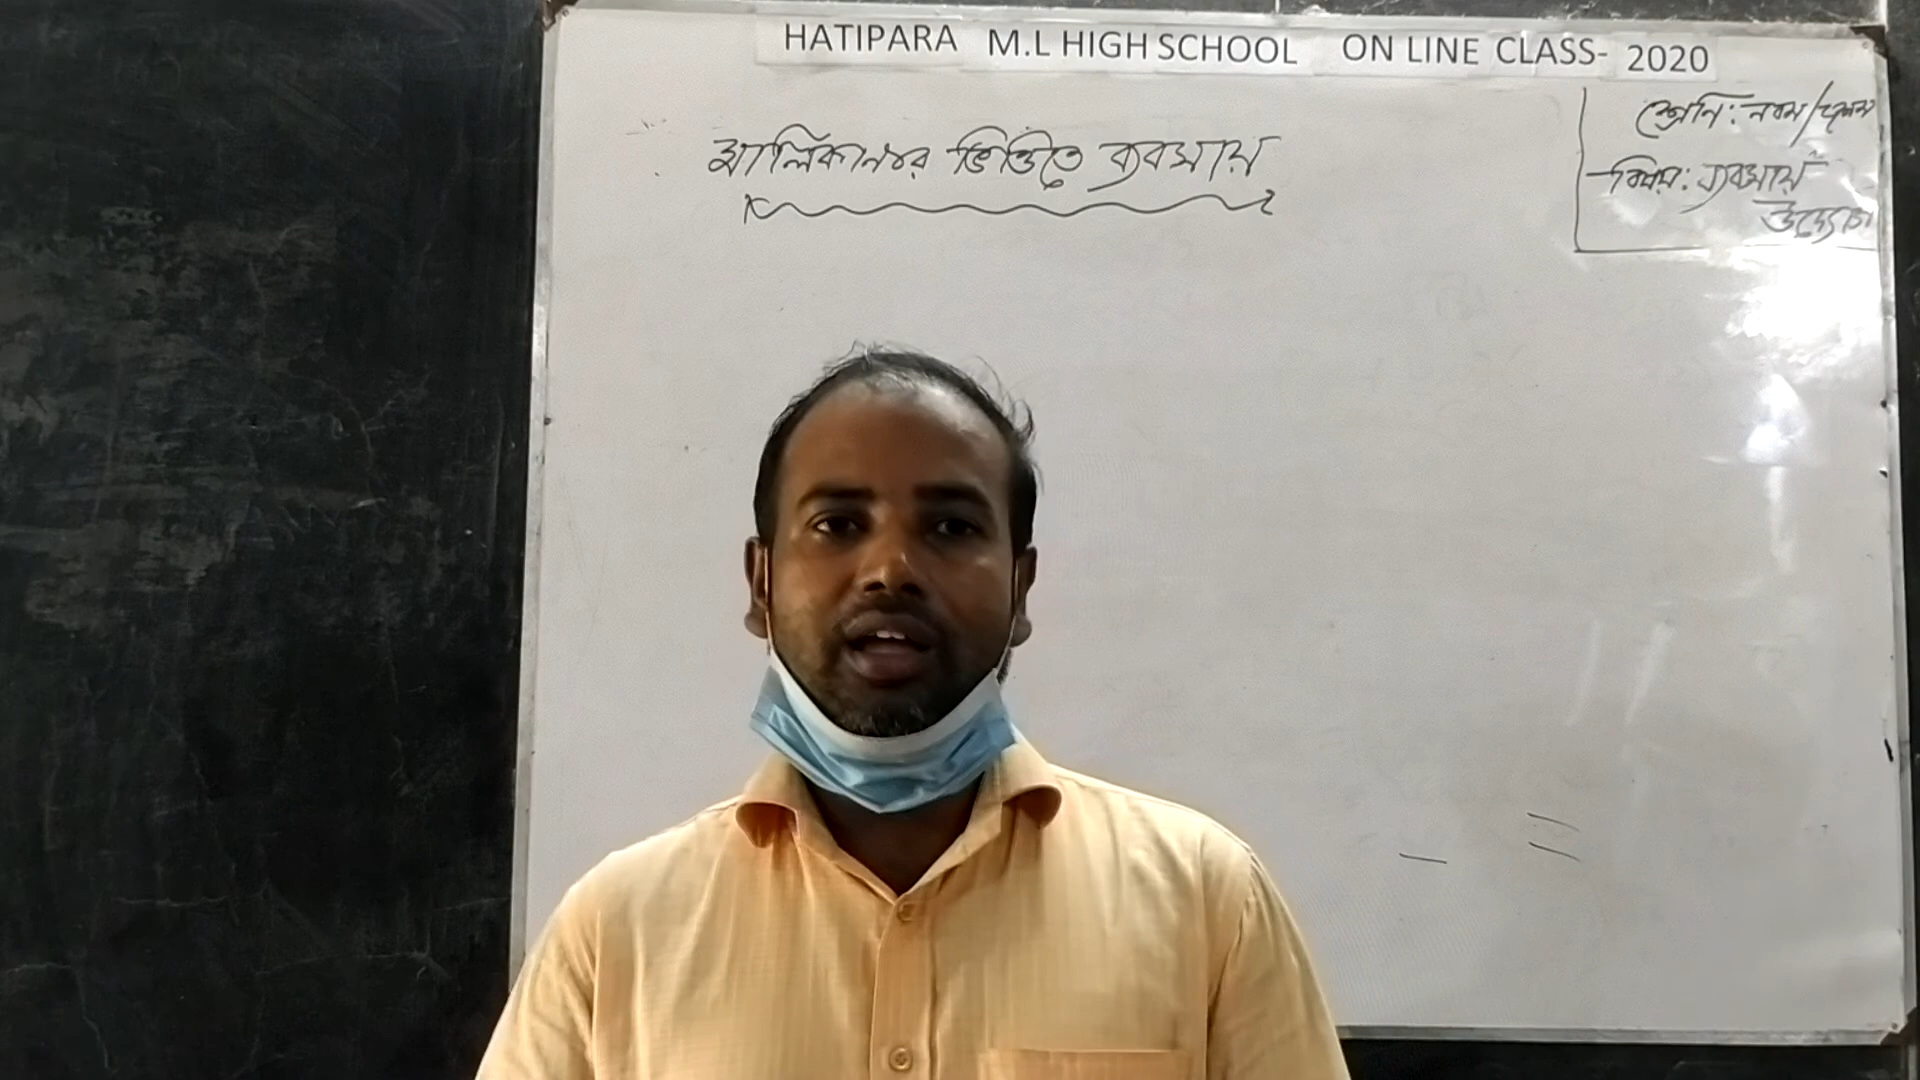 HATIPARA M.L HIGH SCHOOL ON LINE CLASS- 2020
শ্রেনি: নবম/দশম
মালিকানার ভিত্তিতে ব্যবসায়
বিষয়: ব্যবসায়
উদ্যোগ